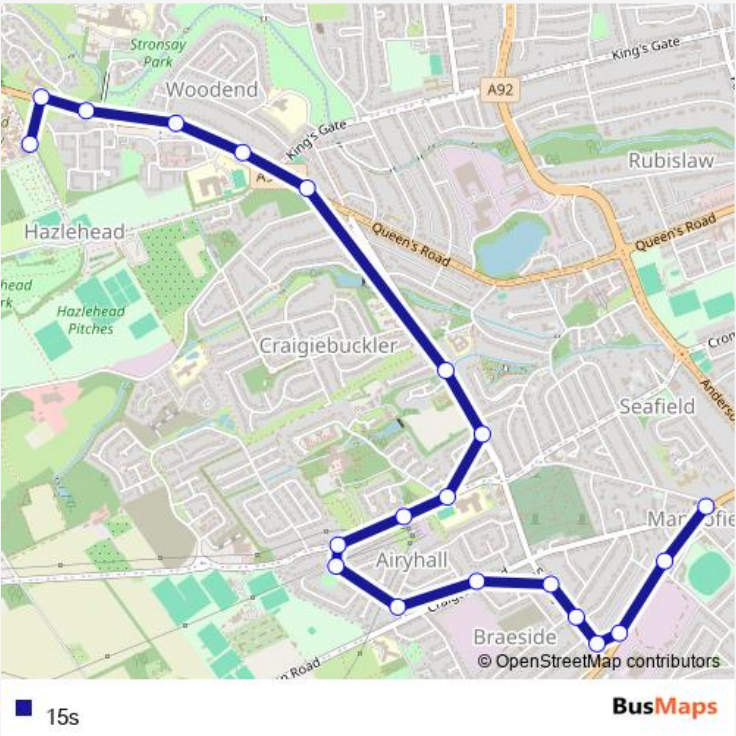 Stronsay
Park
Woodend
King's Gate
A92
King's Gate
Rubislaw
Hazlehead
Queen's Road
Queen's Road
Hazlehead
Pitches
Craigiebuckler
Seafield
Airyhall
Braeside
© OpenStreetMap contributors
15s
BusMaps